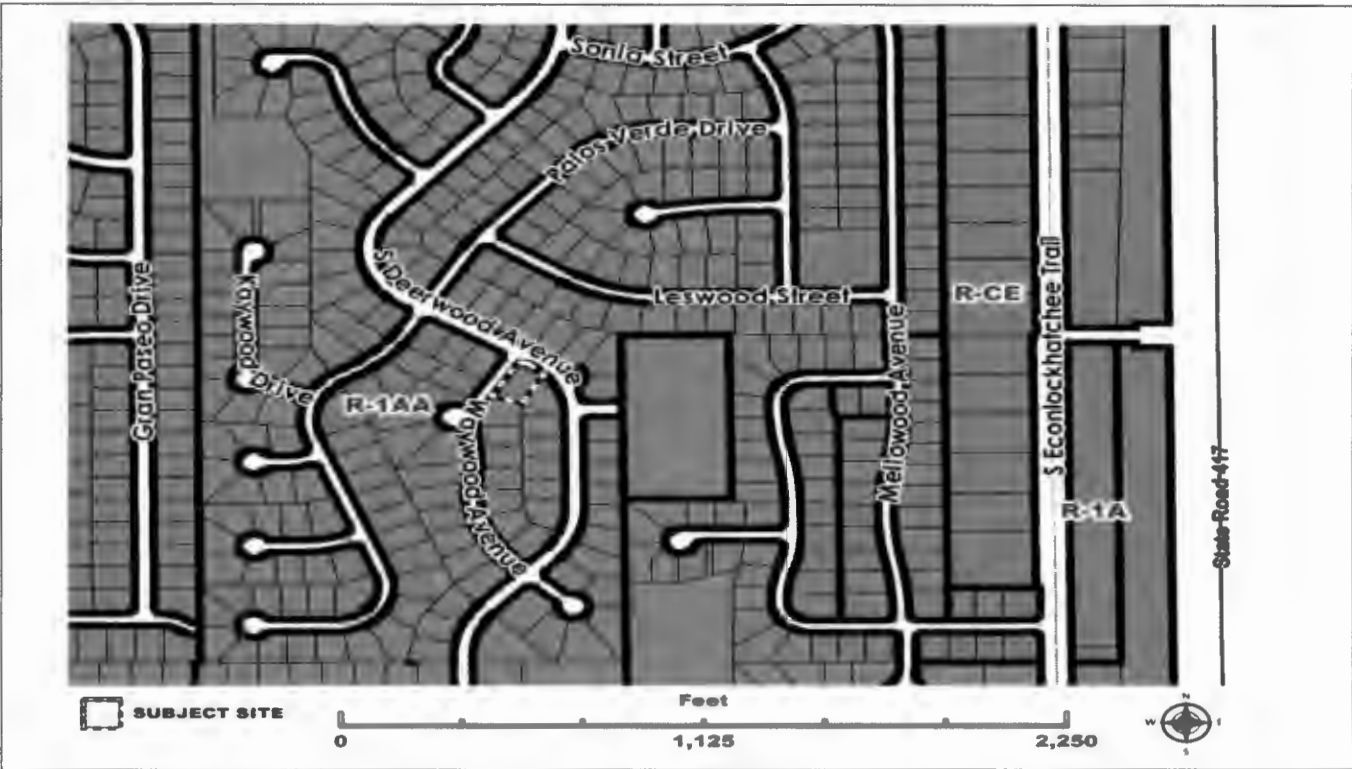 Sonia Street
Palos Verde Drive
S Deerwood Avenue
Leswood Street
R-CE
S Econlockhatchee Trail
Gran Paseo Drive
Kaywood
Drive
R-1AA
Waywood Avenue
Mellowood Avenue
R-1A
State Road 417
SUBJECT SITE
Feet
0
1,125
2,250
W
S